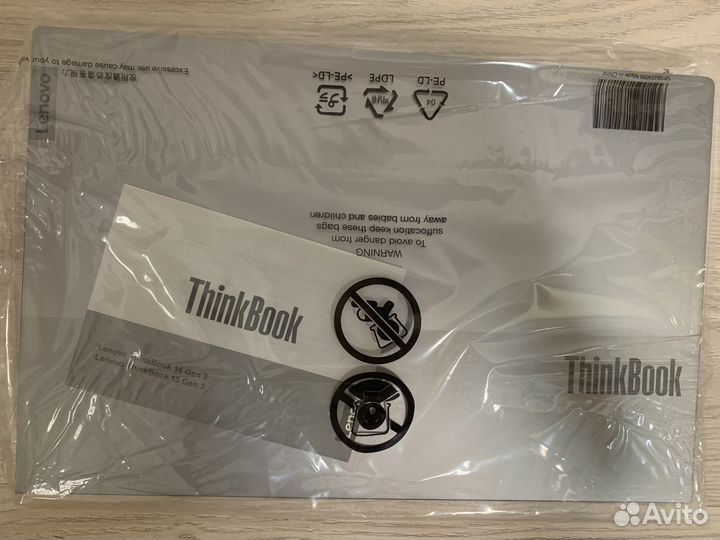 Excessive use may cause damage to your
Lenovo
>PE-LD<
LDPE
PE-LD
04
Made in China
WARNING
To avoid danger from
suffocation keep these bags
away from babies and children
ThinkBook
Lenovo ThinkBook 14 Gen 3
Lenovo ThinkBook 15 Gen 3
ThinkBook
Avito